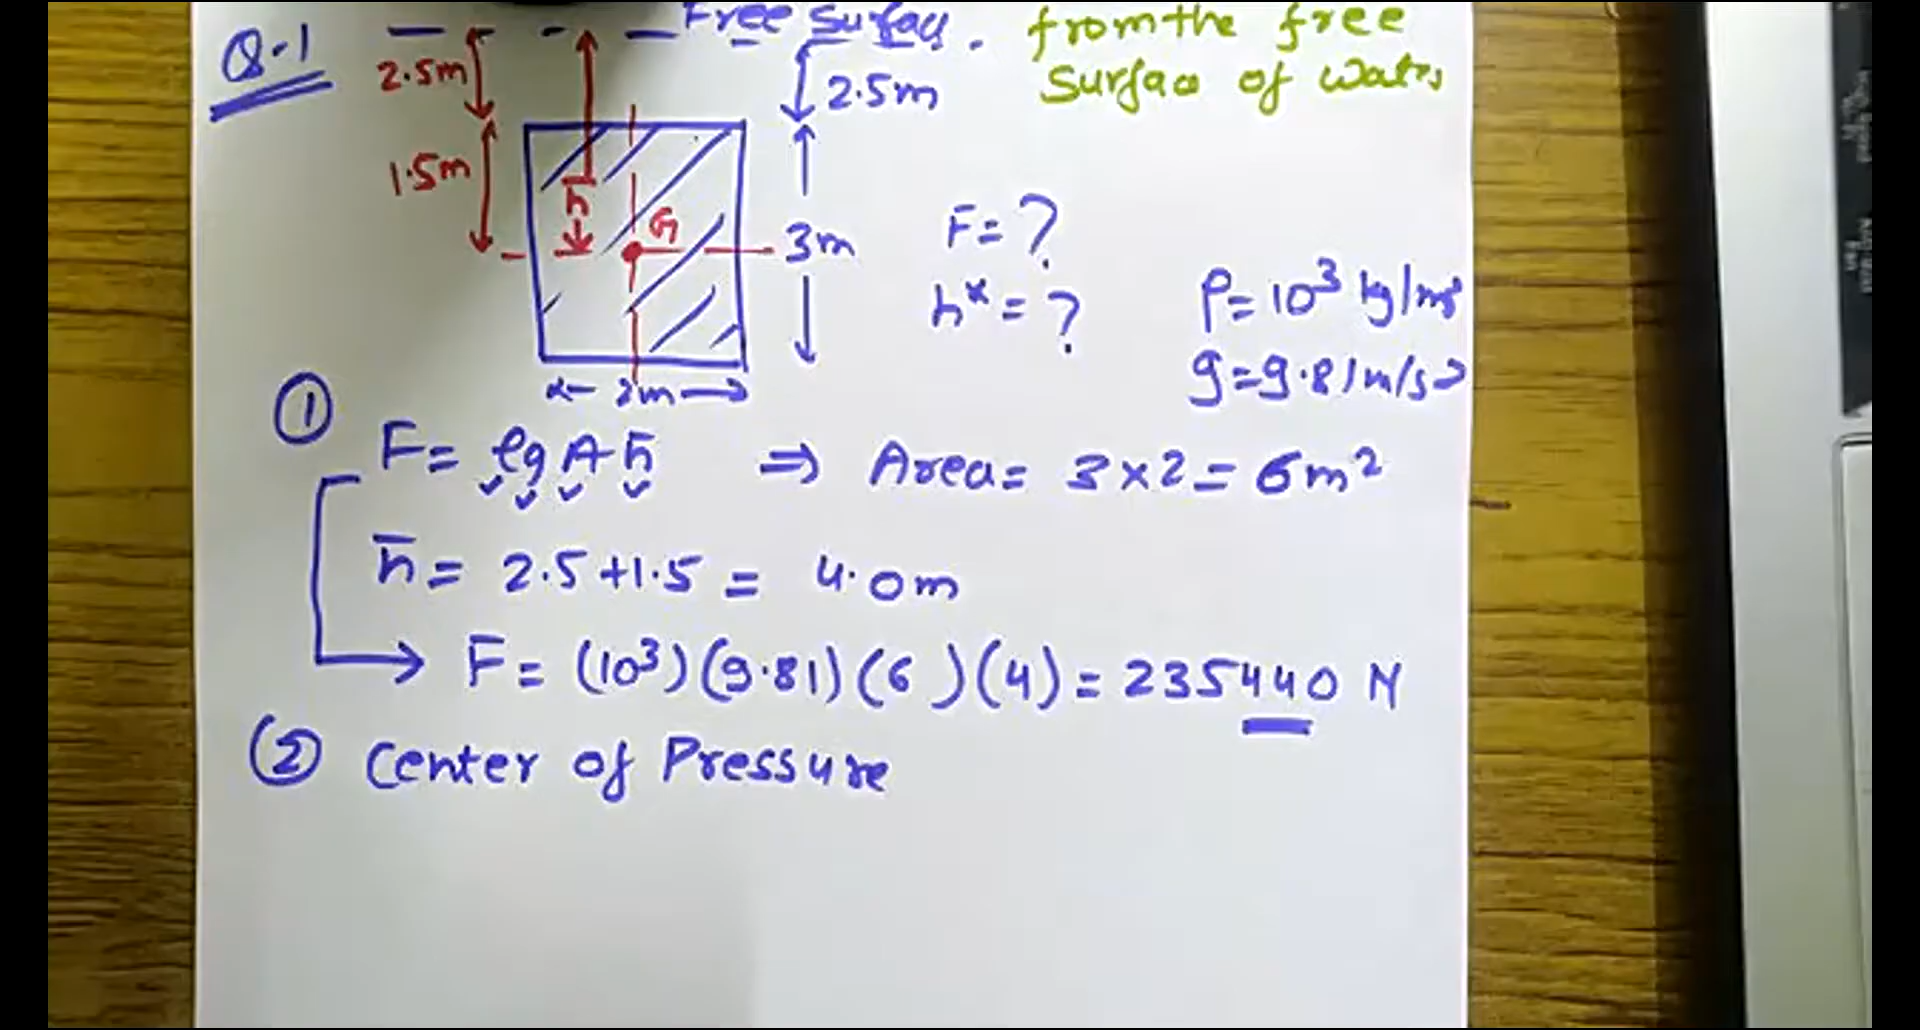 Q.1
Free Surface. from the free
Surface of water
2.5m
2.5m
1.5m
h̄
G
3m
2m
F = ?
h* = ?
ρ = 10³ kg/m³
g = 9.81 m/s²
① F = ρg A h̄ ⇒ Area = 3 × 2 = 6m²
h̄ = 2.5 + 1.5 = 4.0m
F = (10³) (9.81) (6) (4) = 235440 N
② Center of Pressure